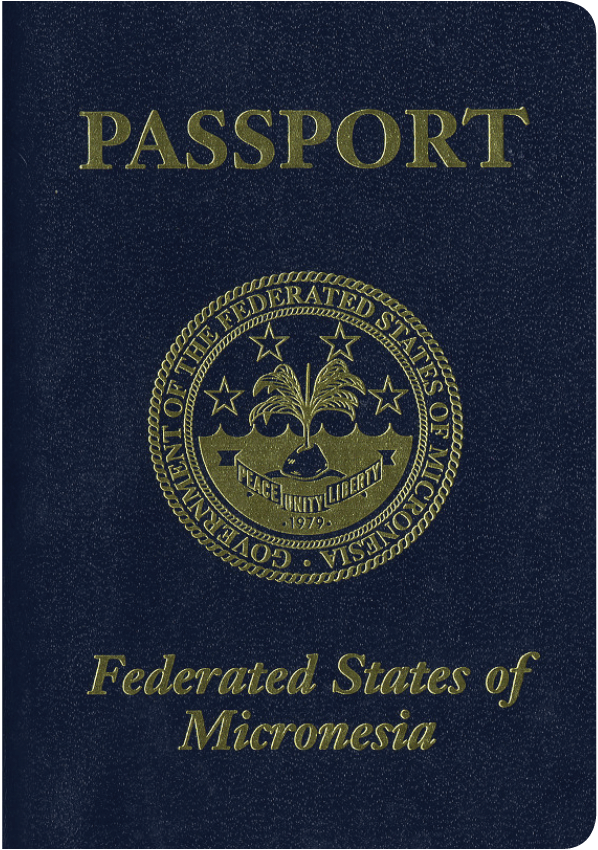 PASSPORT
GOVERNMENT OF THE FEDERATED STATES OF MICRONESIA ·
PEACE UNITY LIBERTY
·1979·
Federated States of
Micronesia